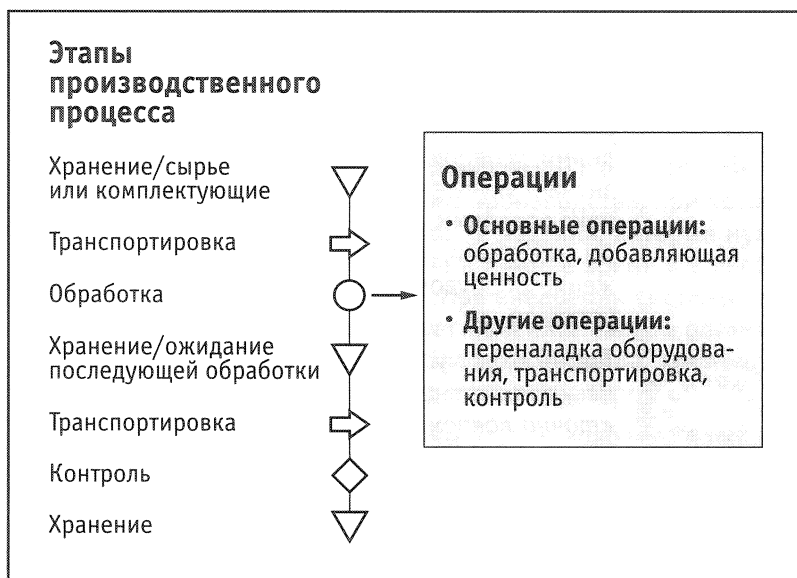 Этапы
производственного
процесса
Хранение/сырье
или комплектующие
Транспортировка
Обработка
Хранение/ожидание
последующей обработки
Транспортировка
Контроль
Хранение
Операции
• Основные операции:
обработка, добавляющая
ценность
• Другие операции:
переналадка оборудова-
ния, транспортировка,
контроль